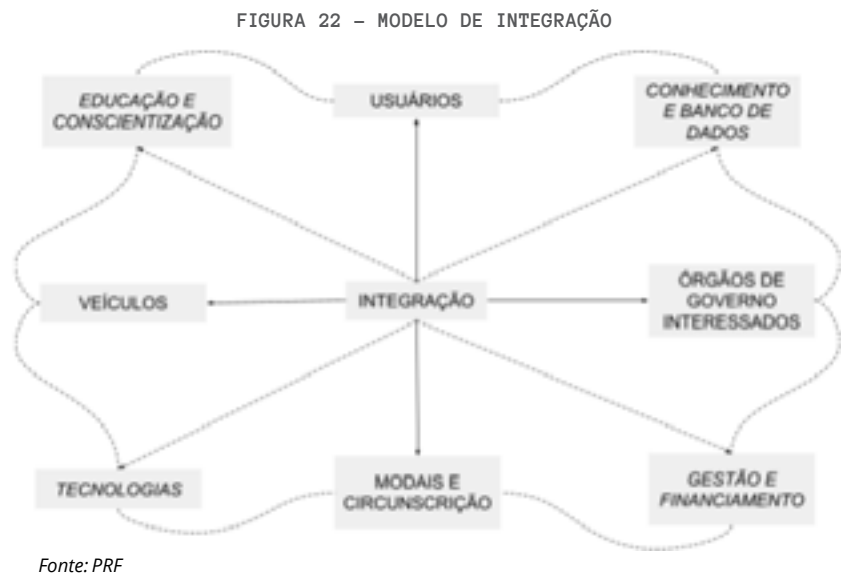 FIGURA 22 – MODELO DE INTEGRAÇÃO
EDUCAÇÃO E
CONSCIENTIZAÇÃO
USUÁRIOS
CONHECIMENTO
E BANCO DE
DADOS
VEÍCULOS
INTEGRAÇÃO
ÓRGÃOS DE
GOVERNO
INTERESSADOS
TECNOLOGIAS
MODAIS E
CIRCUNSCRIÇÃO
GESTÃO E
FINANCIAMENTO
Fonte: PRF